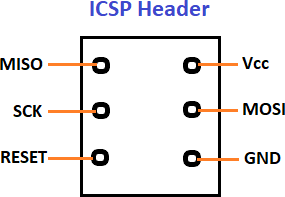 ICSP Header
MISO
Vcc
SCK
MOSI
RESET
GND